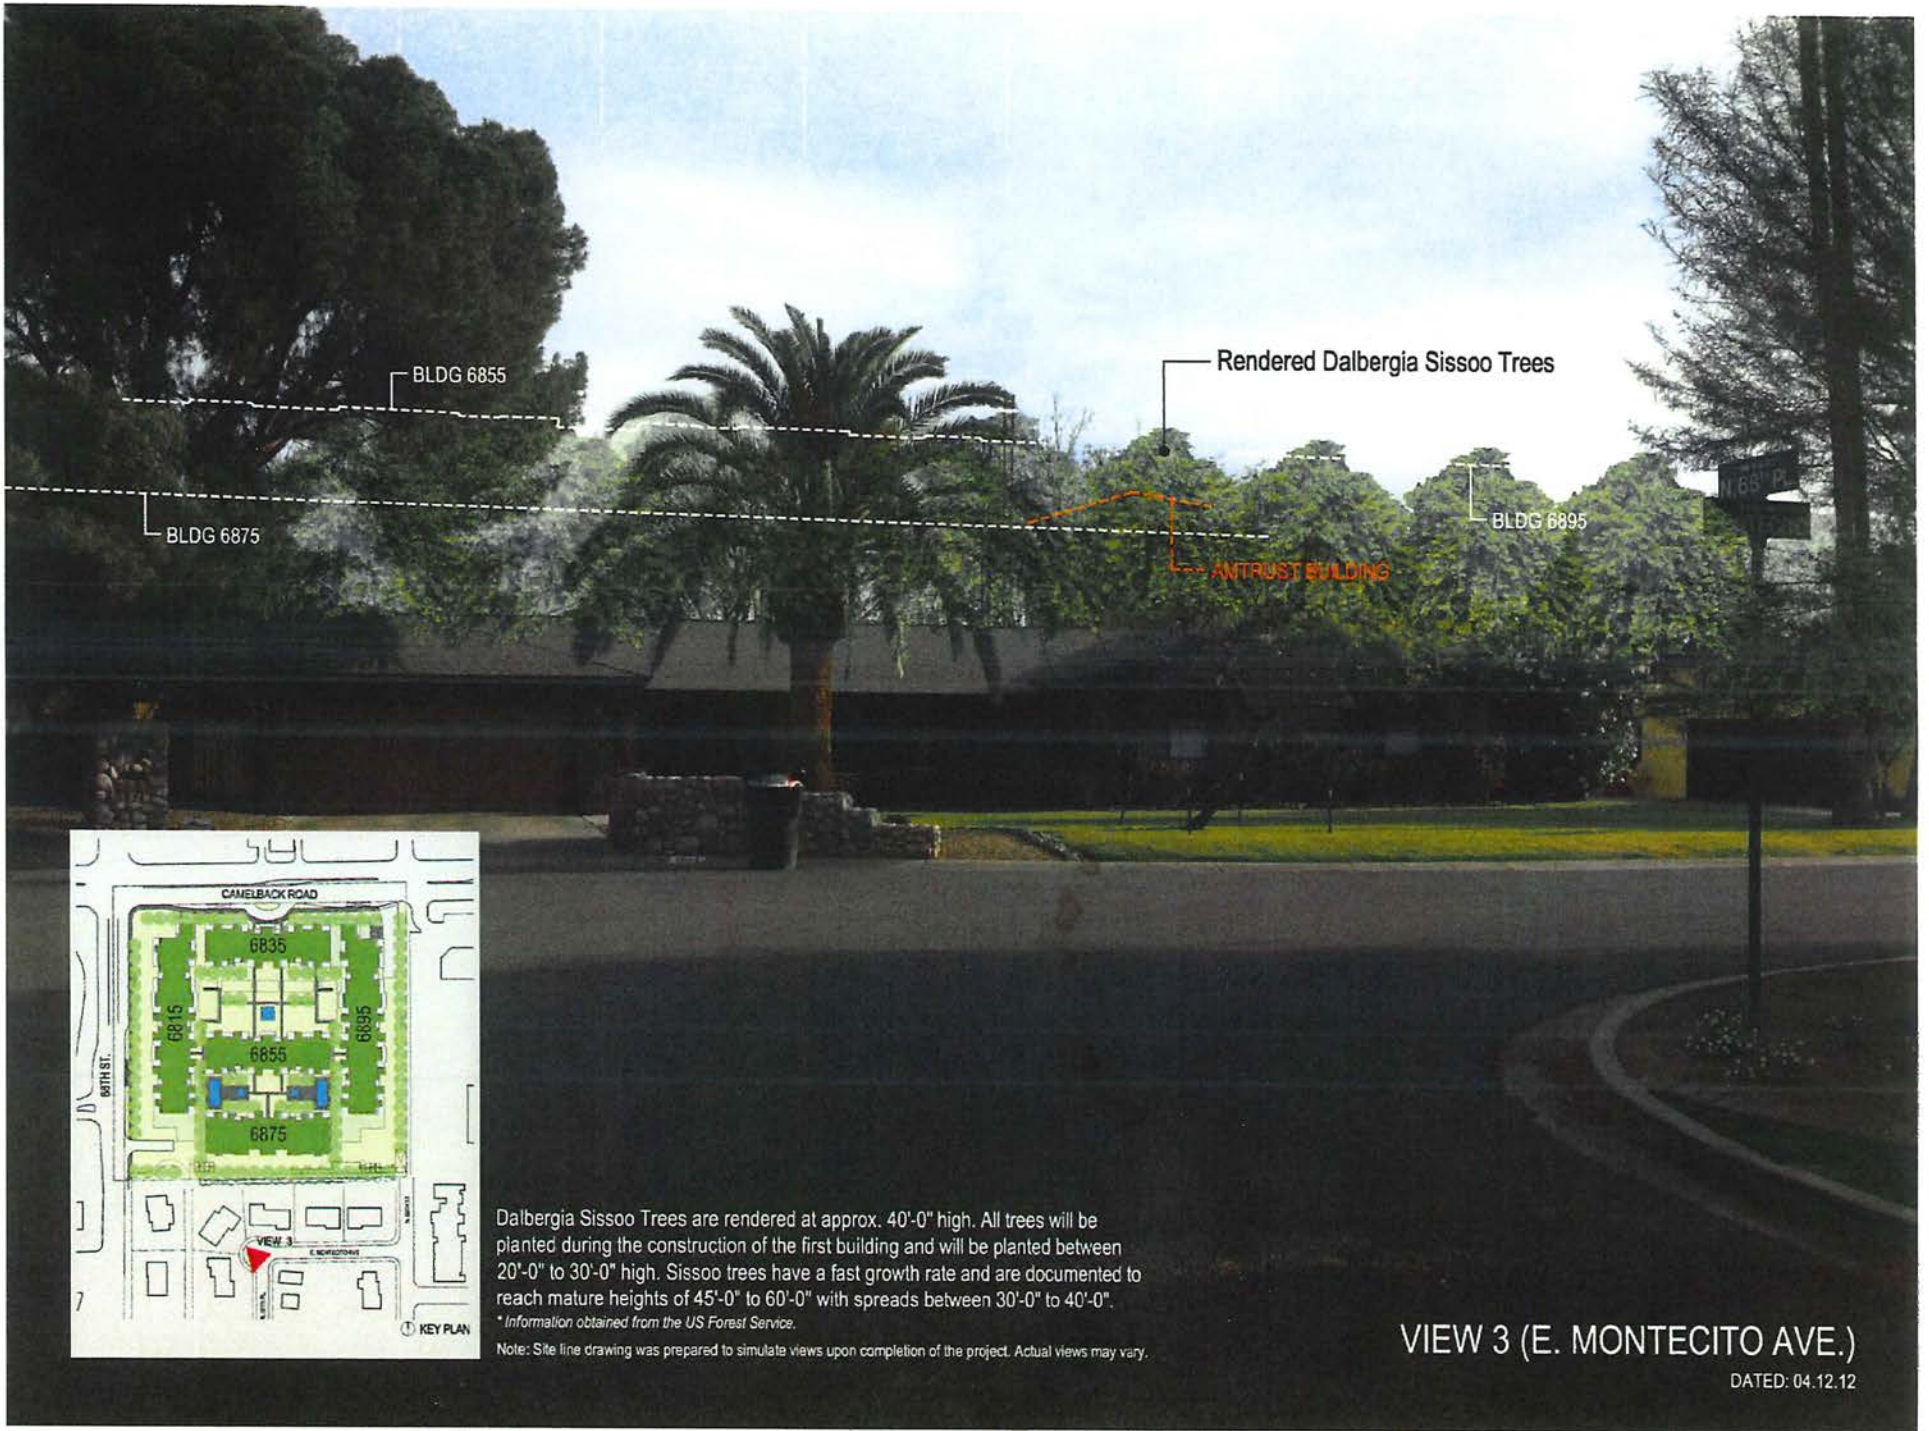 BLDG 6855
Rendered Dalbergia Sissoo Trees
BLDG 6875
BLDG 6895
AMTRUST BUILDING
N 68 PL
CAMELBACK ROAD
6835
6815
6895
6855
6875
68TH ST.
VIEW 3
E. MONTECITO AVE
KEY PLAN
Dalbergia Sissoo Trees are rendered at approx. 40'-0" high. All trees will be
planted during the construction of the first building and will be planted between
20'-0" to 30'-0" high. Sissoo trees have a fast growth rate and are documented to
reach mature heights of 45'-0" to 60'-0" with spreads between 30'-0" to 40'-0".
* Information obtained from the US Forest Service.
Note: Site line drawing was prepared to simulate views upon completion of the project. Actual views may vary.
VIEW 3 (E. MONTECITO AVE.)
DATED: 04.12.12